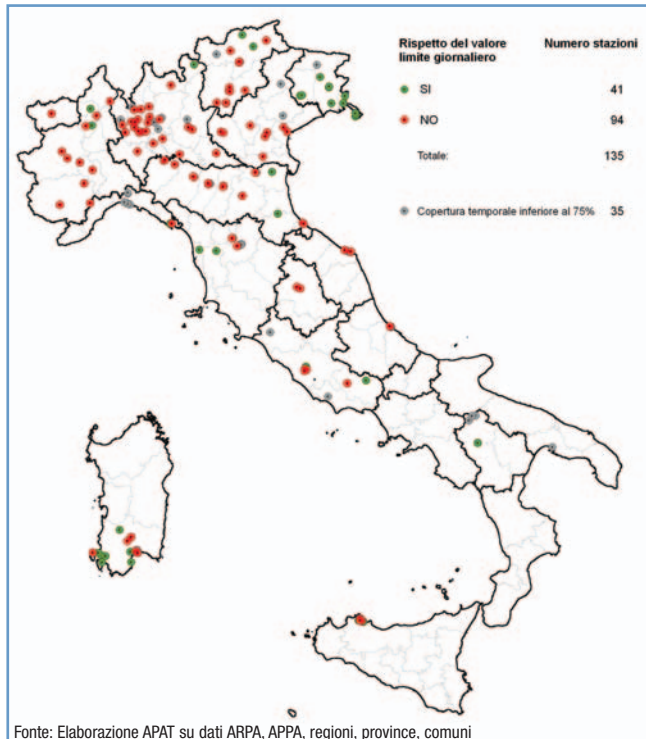 Rispetto del valore limite giornaliero Numero stazioni
SI 41
NO 94
Totale: 135
Copertura temporale inferiore al 75% 35
Fonte: Elaborazione APAT su dati ARPA, APPA, regioni, province, comuni